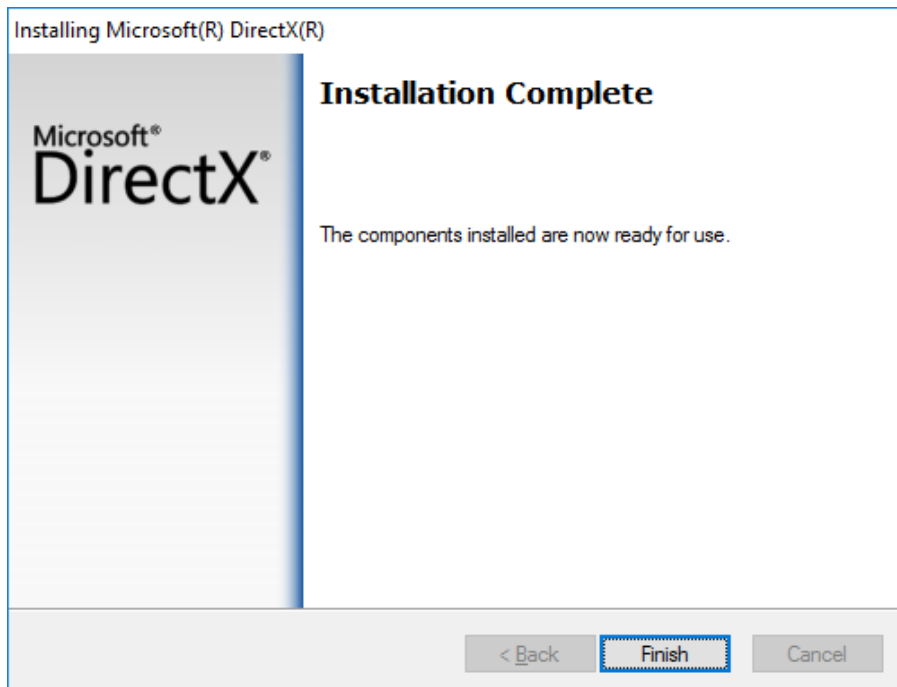 Installing Microsoft(R) DirectX(R)
Installation Complete
Microsoft®
DirectX®
The components installed are now ready for use.
< Back
Finish
Cancel